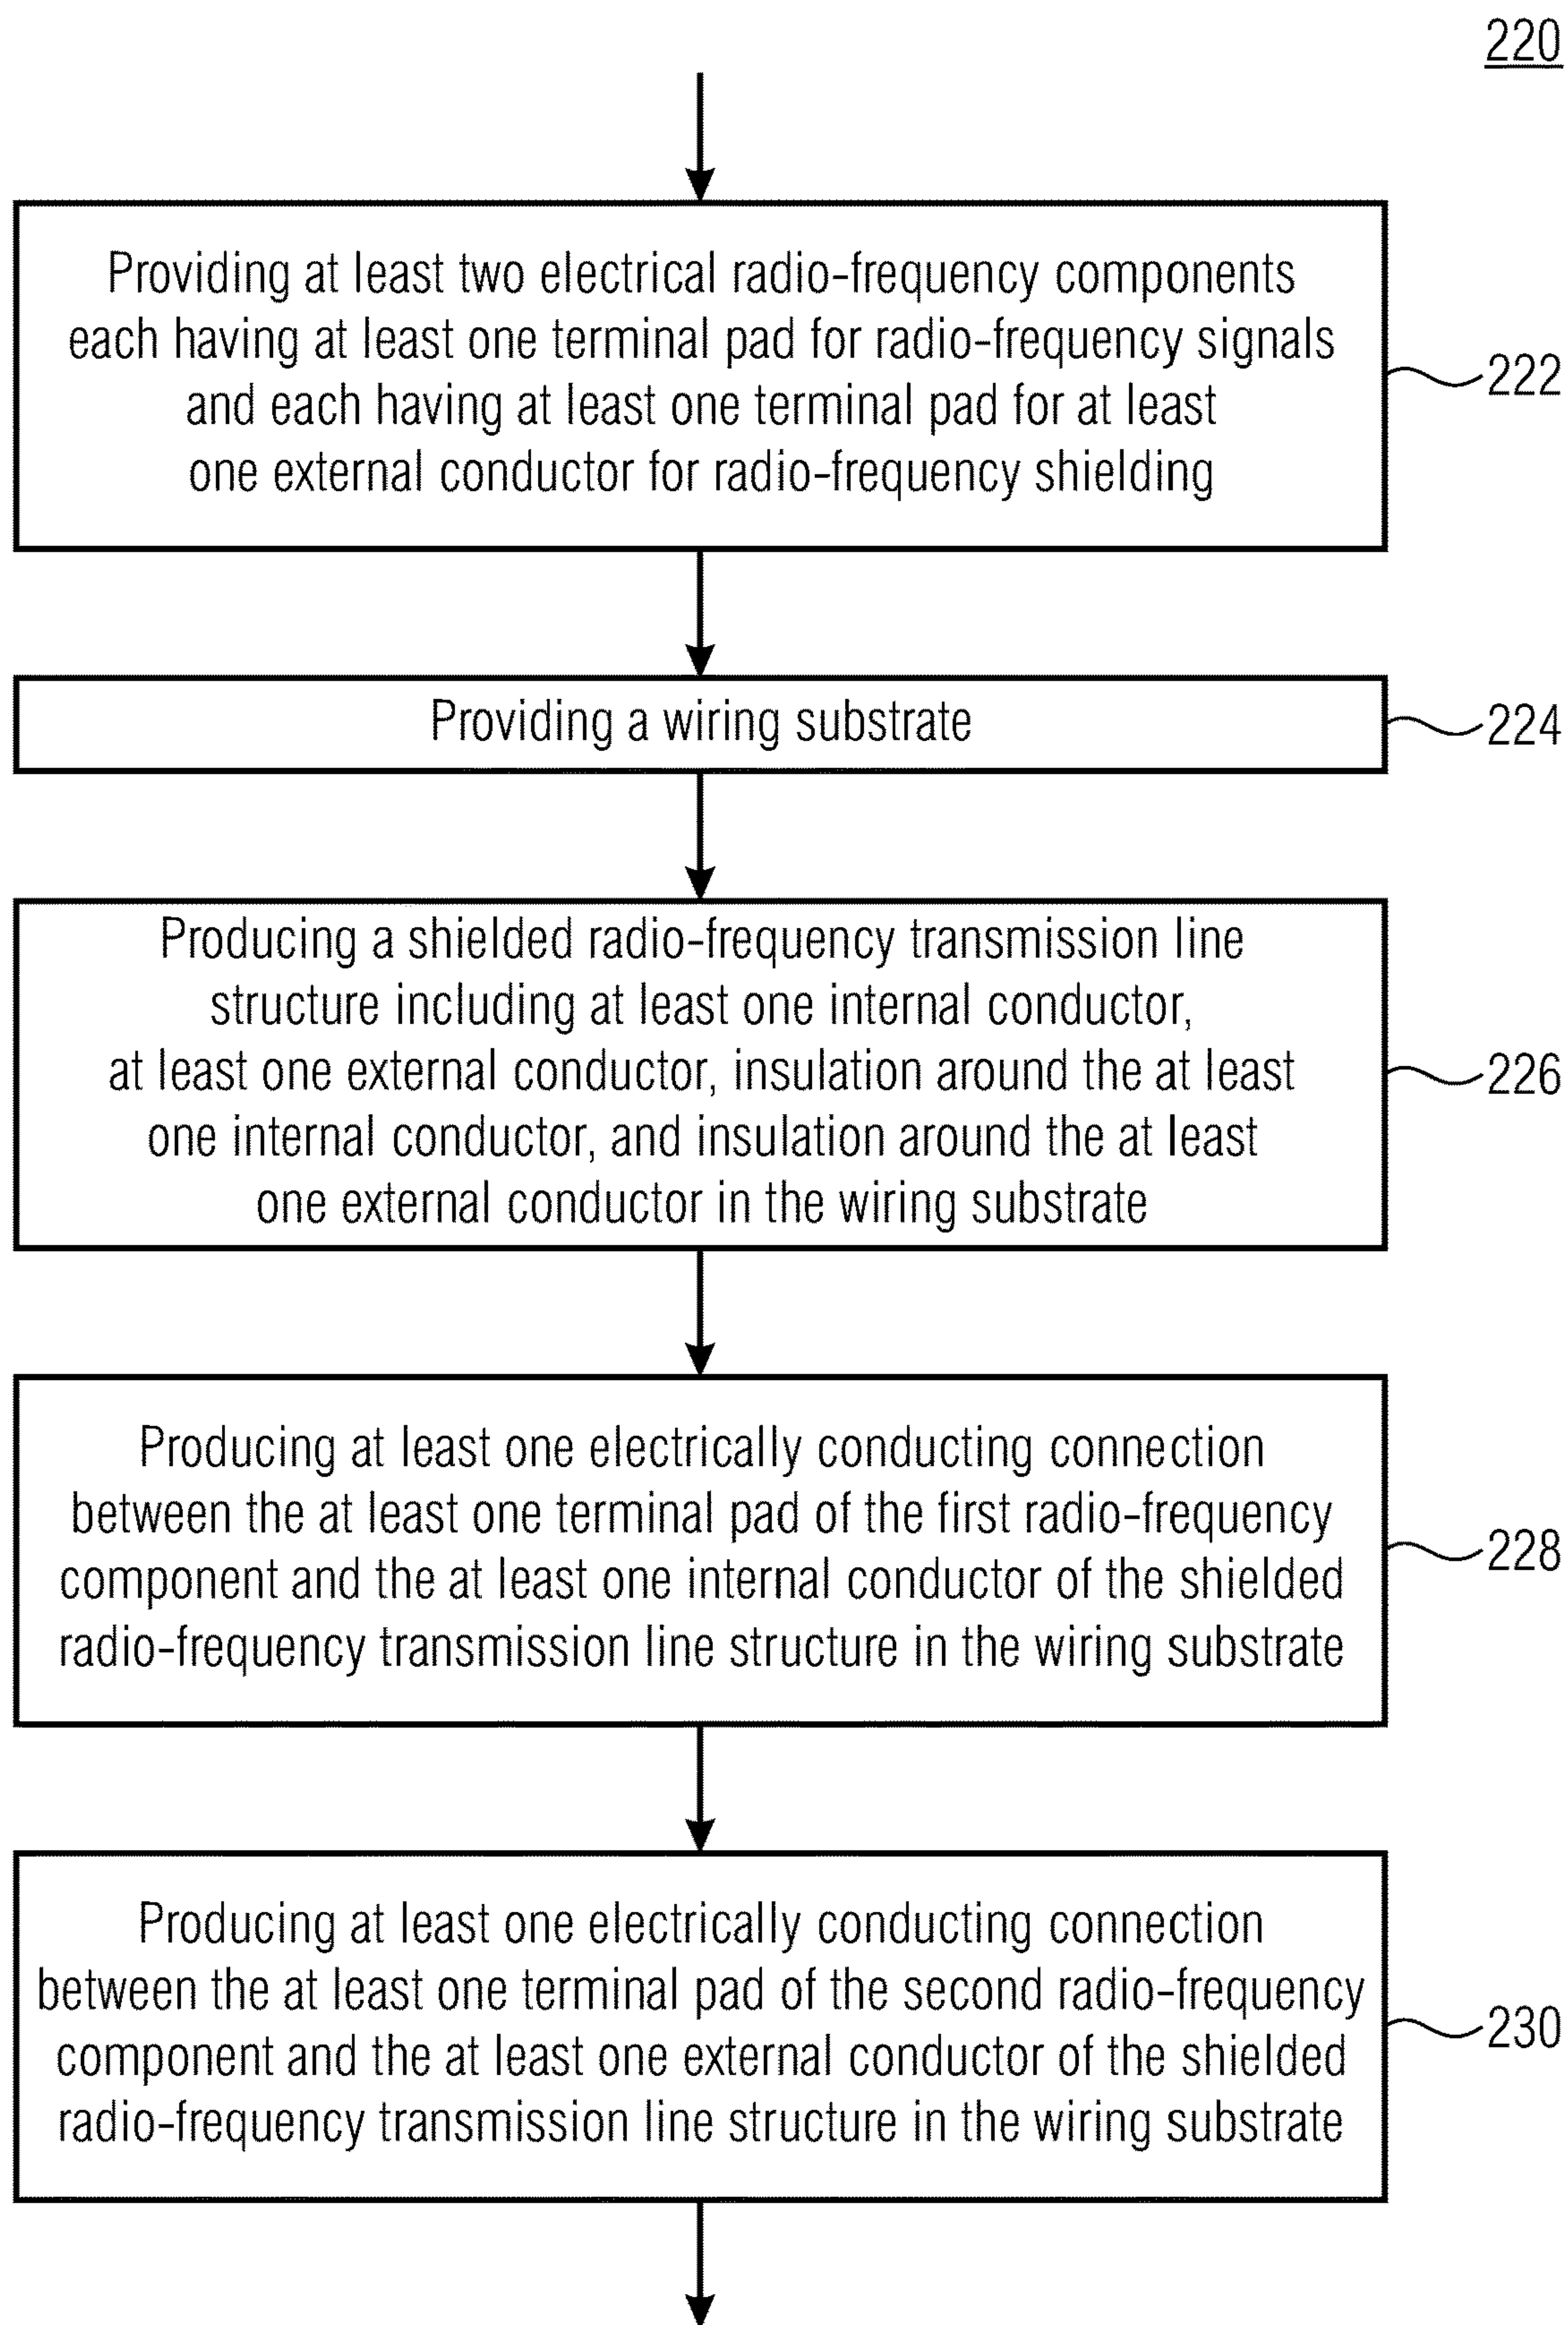 220
Providing at least two electrical radio-frequency components
each having at least one terminal pad for radio-frequency signals
and each having at least one terminal pad for at least
one external conductor for radio-frequency shielding
222
Providing a wiring substrate
224
Producing a shielded radio-frequency transmission line
structure including at least one internal conductor,
at least one external conductor, insulation around the at least
one internal conductor, and insulation around the at least
one external conductor in the wiring substrate
226
Producing at least one electrically conducting connection
between the at least one terminal pad of the first radio-frequency
component and the at least one internal conductor of the shielded
radio-frequency transmission line structure in the wiring substrate
228
Producing at least one electrically conducting connection
between the at least one terminal pad of the second radio-frequency
component and the at least one external conductor of the shielded
radio-frequency transmission line structure in the wiring substrate
230